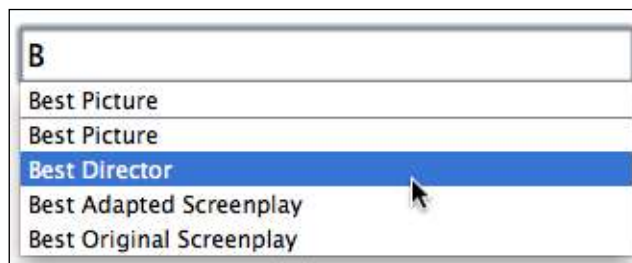 B
Best Picture
Best Picture
Best Director
Best Adapted Screenplay
Best Original Screenplay